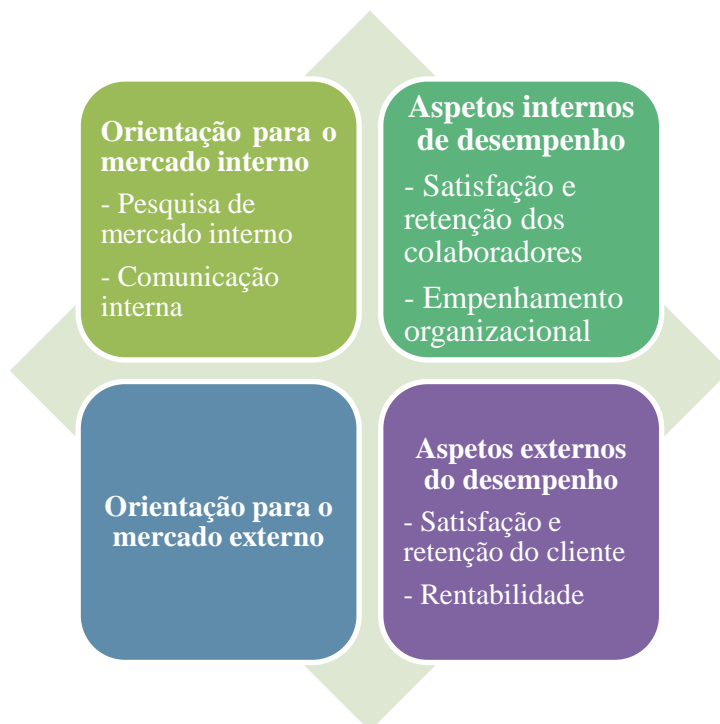 Orientação para o
mercado interno
- Pesquisa de
mercado interno
- Comunicação
interna
Aspetos internos
de desempenho
- Satisfação e
retenção dos
colaboradores
- Empenhamento
organizacional
Orientação para o
mercado externo
Aspetos externos
do desempenho
- Satisfação e
retenção do cliente
- Rentabilidade